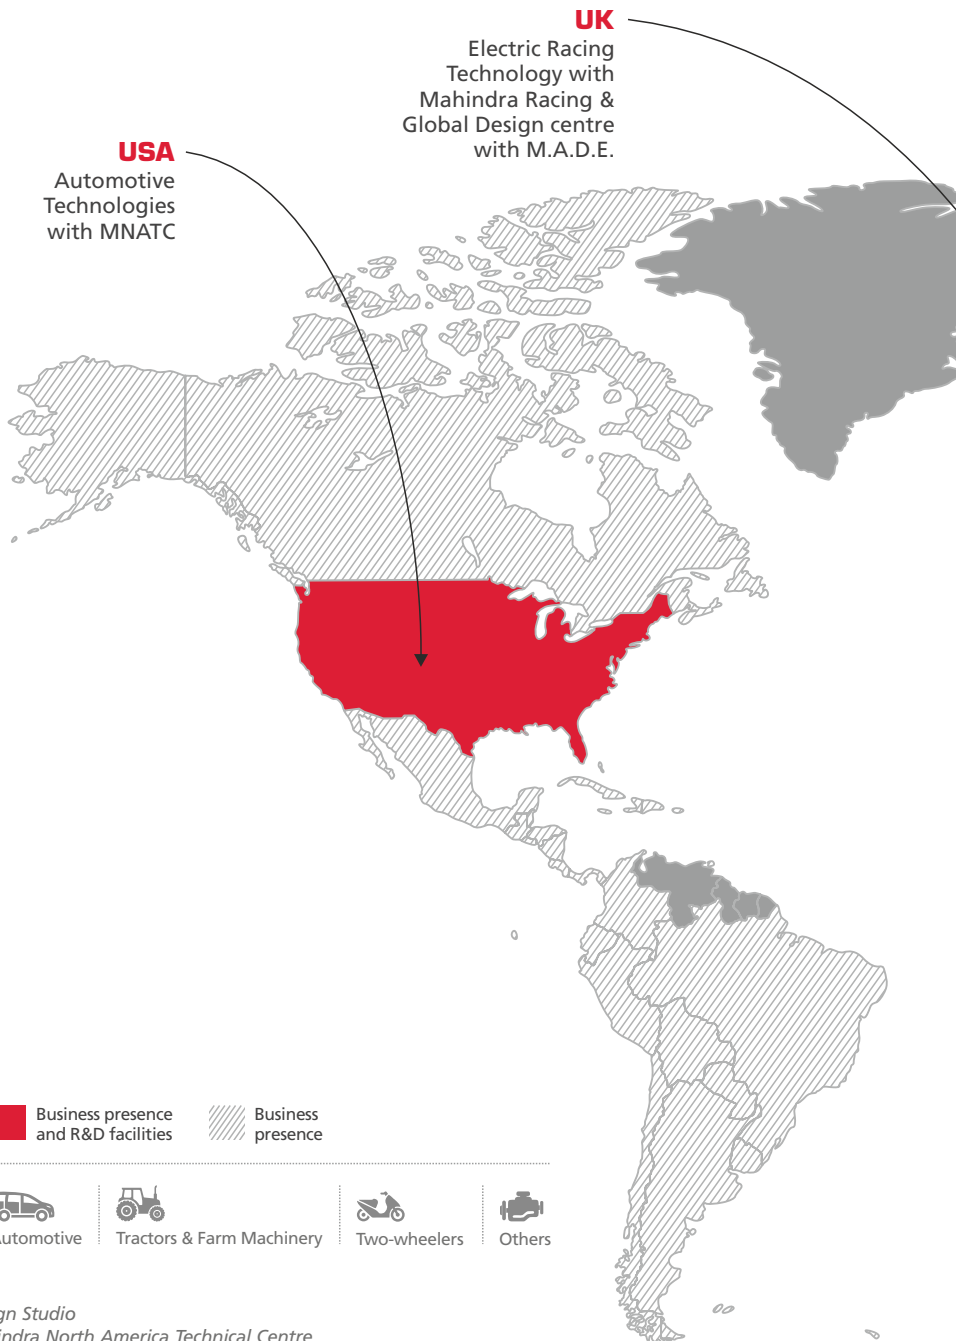 UK
Electric Racing
Technology with
Mahindra Racing &
Global Design centre
with M.A.D.E.
USA
Automotive
Technologies
with MNATC
Business presence
and R&D facilities
Business
presence
Automotive
Tractors & Farm Machinery
Two-wheelers
Others
gn Studio
indra North America Technical Centre